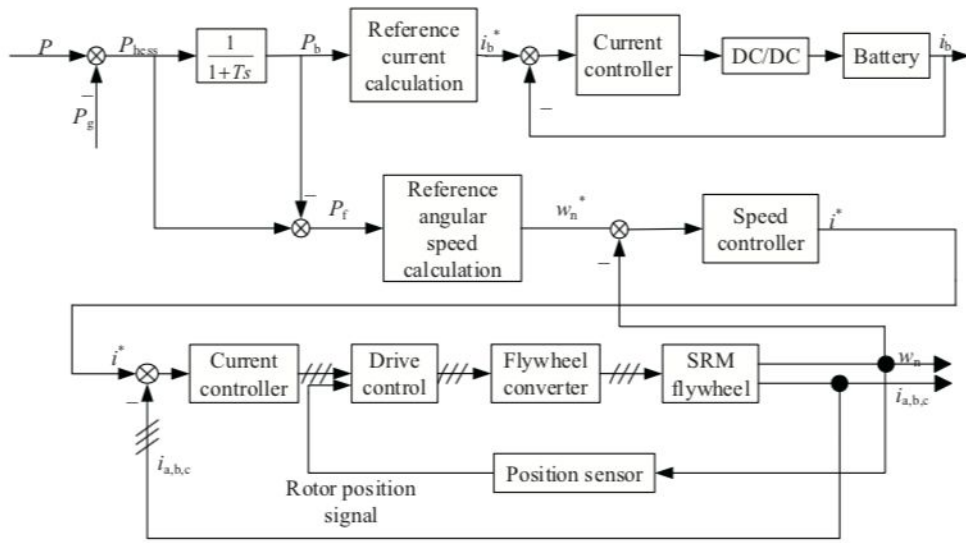 P
−
P_g
P_hess
1
1+Ts
P_b
Reference
current
calculation
i_b^*
−
Current
controller
DC/DC
Battery
i_b
−
P_f
Reference
angular
speed
calculation
w_n^*
−
Speed
controller
i^*
i^*
−
Current
controller
Drive
control
Flywheel
converter
SRM
flywheel
w_n
i_a,b,c
i_a,b,c
Rotor position
signal
Position sensor